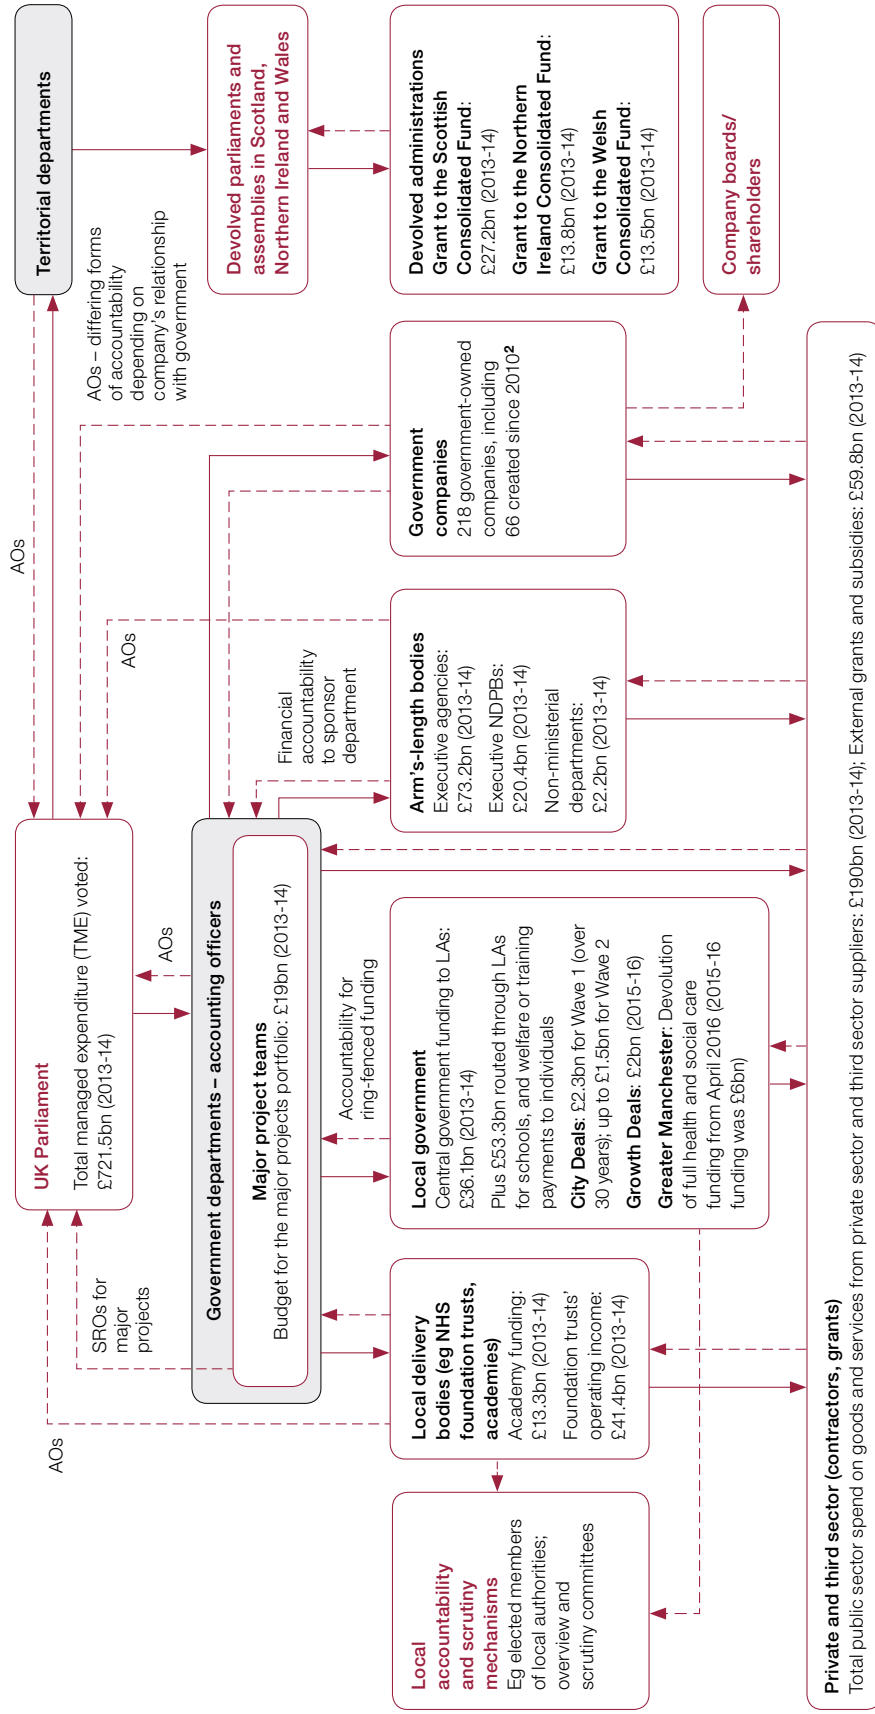 UK Parliament
Total managed expenditure (TME) voted:
£721.5bn (2013-14)
Territorial departments
AOs
AOs
SROs for
major
projects
AOs
AOs
AOs – differing forms
of accountability
depending on
company’s relationship
with government
Government departments – accounting officers
Major project teams
Budget for the major projects portfolio: £19bn (2013-14)
Devolved parliaments and
assemblies in Scotland,
Northern Ireland and Wales
Accountability for
ring-fenced funding
Financial
accountability
to sponsor
department
Local
accountability
and scrutiny
mechanisms
Eg elected members
of local authorities;
overview and
scrutiny committees
Local delivery
bodies (eg NHS
foundation trusts,
academies)
Academy funding:
£13.3bn (2013-14)
Foundation trusts’
operating income:
£41.4bn (2013-14)
Local government
Central government funding to LAs:
£36.1bn (2013-14)
Plus £53.3bn routed through LAs
for schools, and welfare or training
payments to individuals
City Deals: £2.3bn for Wave 1 (over
30 years); up to £1.5bn for Wave 2
Growth Deals: £2bn (2015-16)
Greater Manchester: Devolution
of full health and social care
funding from April 2016 (2015-16
funding was £6bn)
Arm’s-length bodies
Executive agencies:
£73.2bn (2013-14)
Executive NDPBs:
£20.4bn (2013-14)
Non-ministerial
departments:
£2.2bn (2013-14)
Government
companies
218 government-owned
companies, including
66 created since 2010²
Devolved administrations
Grant to the Scottish
Consolidated Fund:
£27.2bn (2013-14)
Grant to the Northern
Ireland Consolidated Fund:
£13.8bn (2013-14)
Grant to the Welsh
Consolidated Fund:
£13.5bn (2013-14)
Company boards/
shareholders
Private and third sector (contractors, grants)
Total public sector spend on goods and services from private sector and third sector suppliers: £190bn (2013-14); External grants and subsidies: £59.8bn (2013-14)